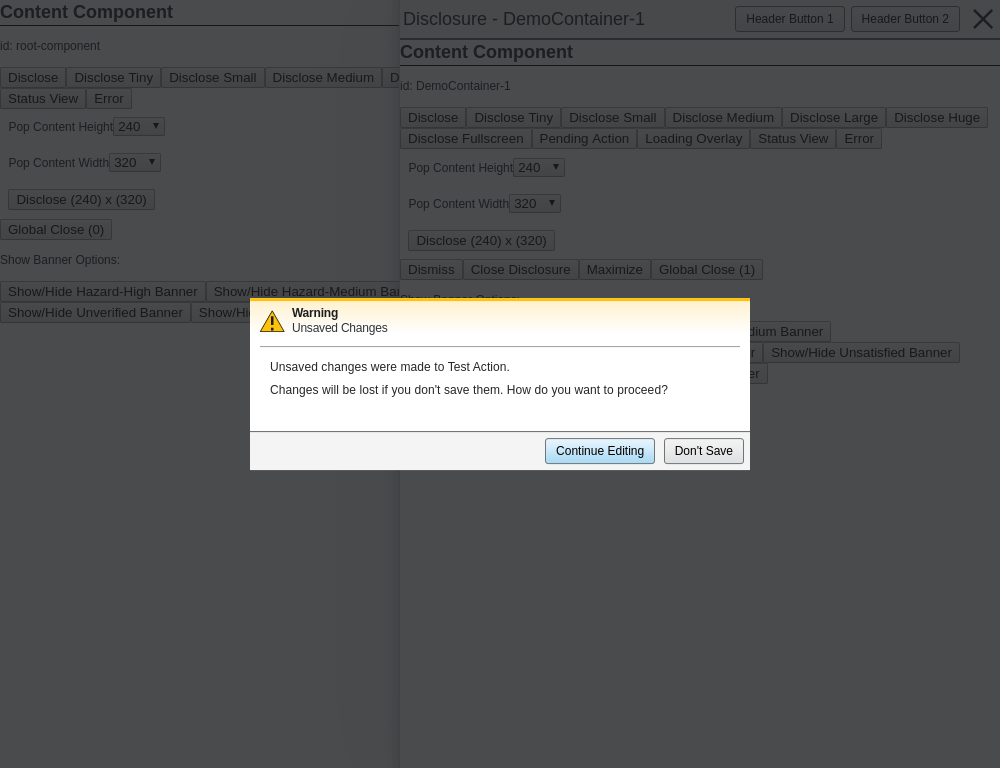 Content Component
id: root-component
Disclose Disclose Tiny Disclose Small Disclose Medium D
Status View Error
Pop Content Height 240
Pop Content Width 320
Disclose (240) x (320)
Global Close (0)
Show Banner Options:
Show/Hide Hazard-High Banner Show/Hide Hazard-Medium Ba
Show/Hide Unverified Banner Show/Hi
Disclosure - DemoContainer-1 Header Button 1 Header Button 2
Content Component
id: DemoContainer-1
Disclose Disclose Tiny Disclose Small Disclose Medium Disclose Large Disclose Huge
Disclose Fullscreen Pending Action Loading Overlay Status View Error
Pop Content Height 240
Pop Content Width 320
Disclose (240) x (320)
Dismiss Close Disclosure Maximize Global Close (1)
Show Banner Options:
dium Banner
r Show/Hide Unsatisfied Banner
er
Warning
Unsaved Changes
Unsaved changes were made to Test Action.
Changes will be lost if you don't save them. How do you want to proceed?
Continue Editing Don't Save